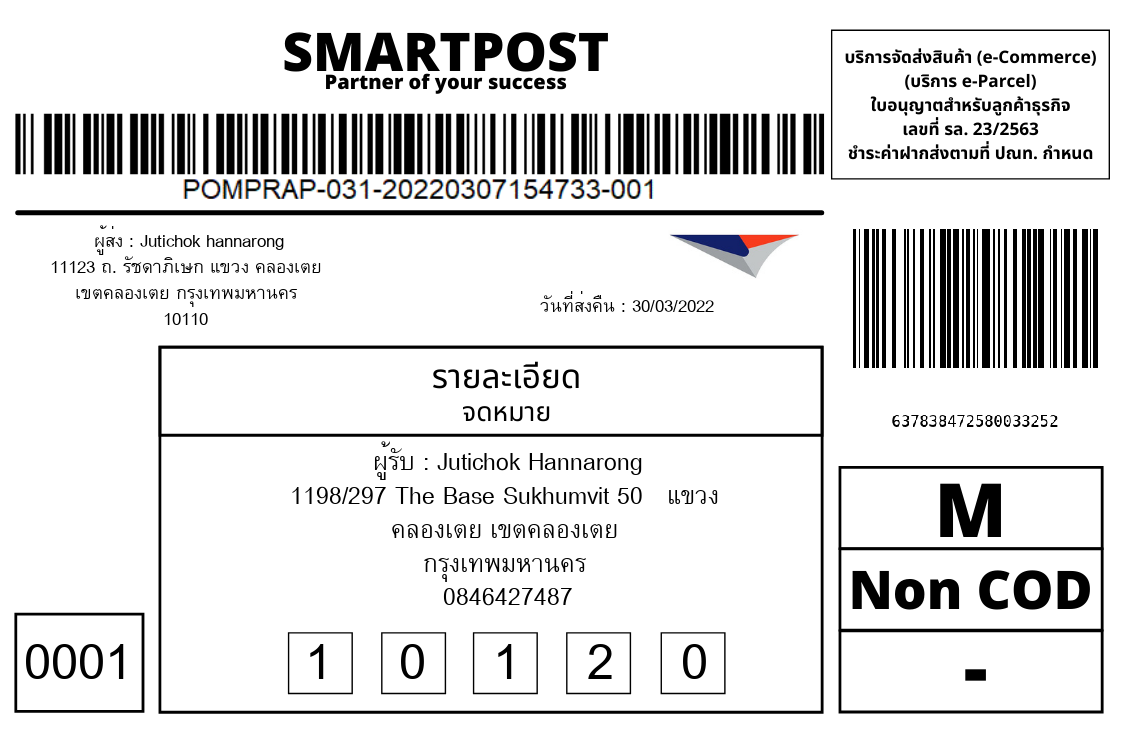 SMARTPOST
Partner of your success
บริการจัดส่งสินค้า (e-Commerce)
(บริการ e-Parcel)
ใบอนุญาตสำหรับลูกค้าธุรกิจ
เลขที่ รล. 23/2563
ชำระค่าฝากส่งตามที่ ปณท. กำหนด
POMPRAP-031-20220307154733-001
ผู้ส่ง : Jutichok hannarong
11123 ถ. รัชดาภิเษก แขวง คลองเตย
เขตคลองเตย กรุงเทพมหานคร
10110
วันที่ส่งคืน : 30/03/2022
637838472580033252
รายละเอียด
จดหมาย
ผู้รับ : Jutichok Hannarong
1198/297 The Base Sukhumvit 50 แขวง
คลองเตย เขตคลองเตย
กรุงเทพมหานคร
0846427487
0001
1 0 1 2 0
M
Non COD
-